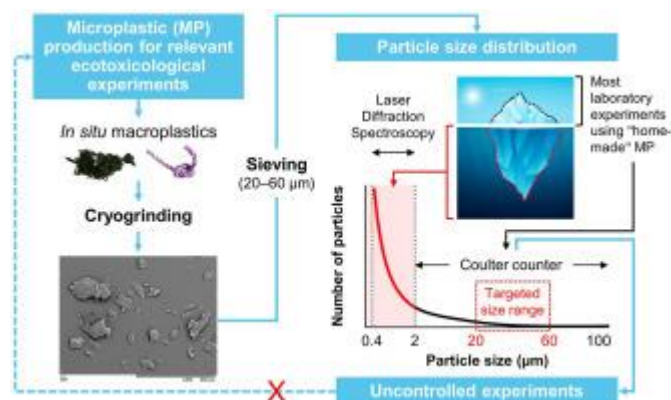 Microplastic (MP)
production for relevant
ecotoxicological
experiments
In situ macroplastics
Cryogrinding
Sieving
(20–60 μm)
Particle size distribution
Laser
Diffraction
Spectroscopy
Most
laboratory
experiments
using "home-
made" MP
Number of particles
Coulter counter
Targeted
size range
0.4
2
20
60
100
Particle size (μm)
X
Uncontrolled experiments